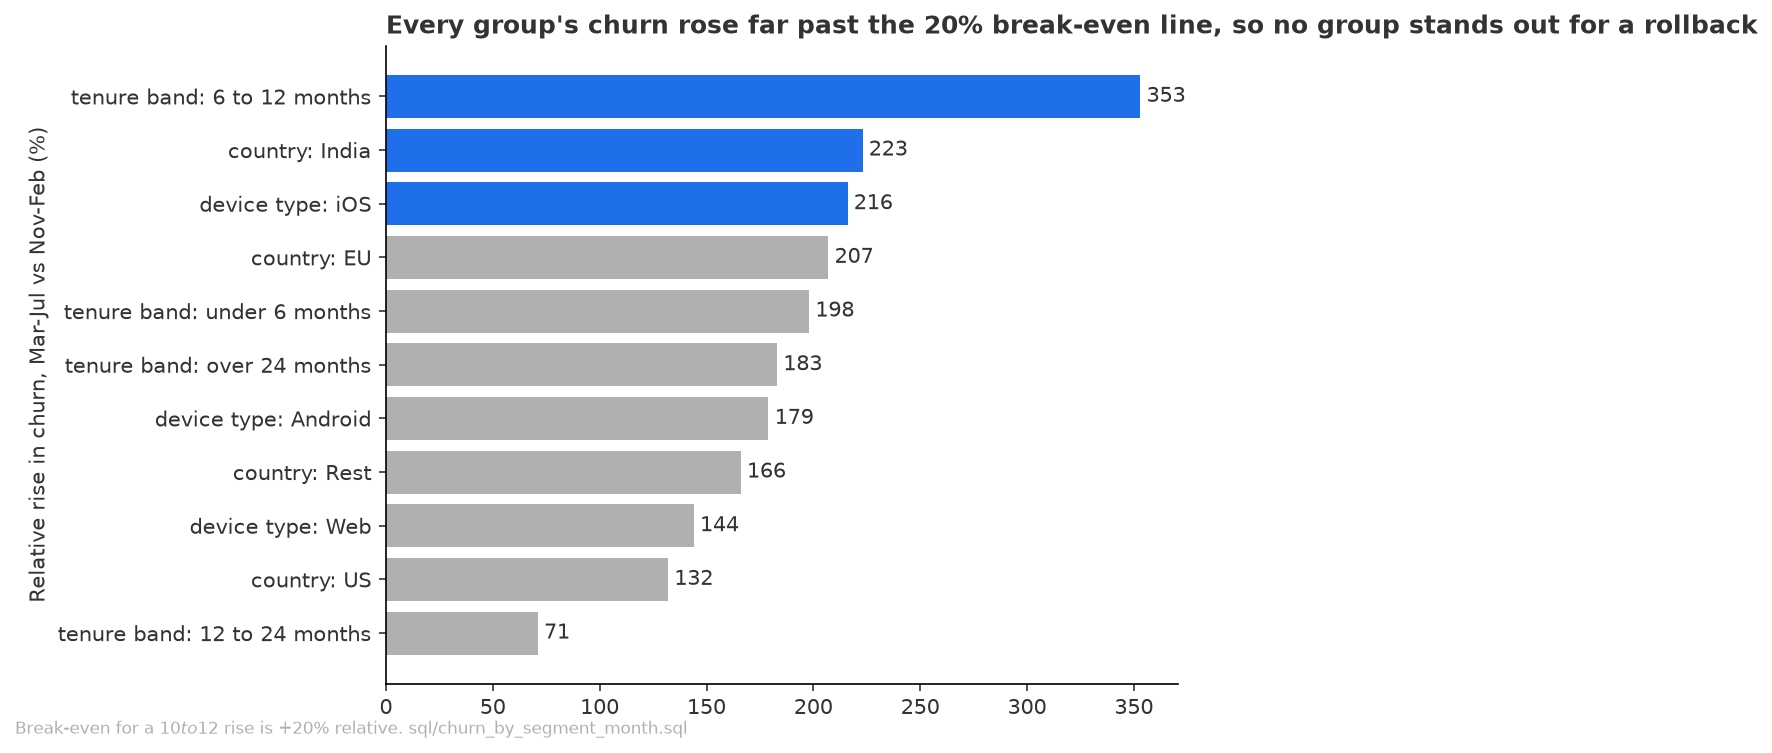 Every group's churn rose far past the 20% break-even line, so no group stands out for a rollback
Relative rise in churn, Mar-Jul vs Nov-Feb (%)
tenure band: 6 to 12 months 353
country: India 223
device type: iOS 216
country: EU 207
tenure band: under 6 months 198
tenure band: over 24 months 183
device type: Android 179
country: Rest 166
device type: Web 144
country: US 132
tenure band: 12 to 24 months 71
0 50 100 150 200 250 300 350
Break-even for a 10to12 rise is +20% relative. sql/churn_by_segment_month.sql